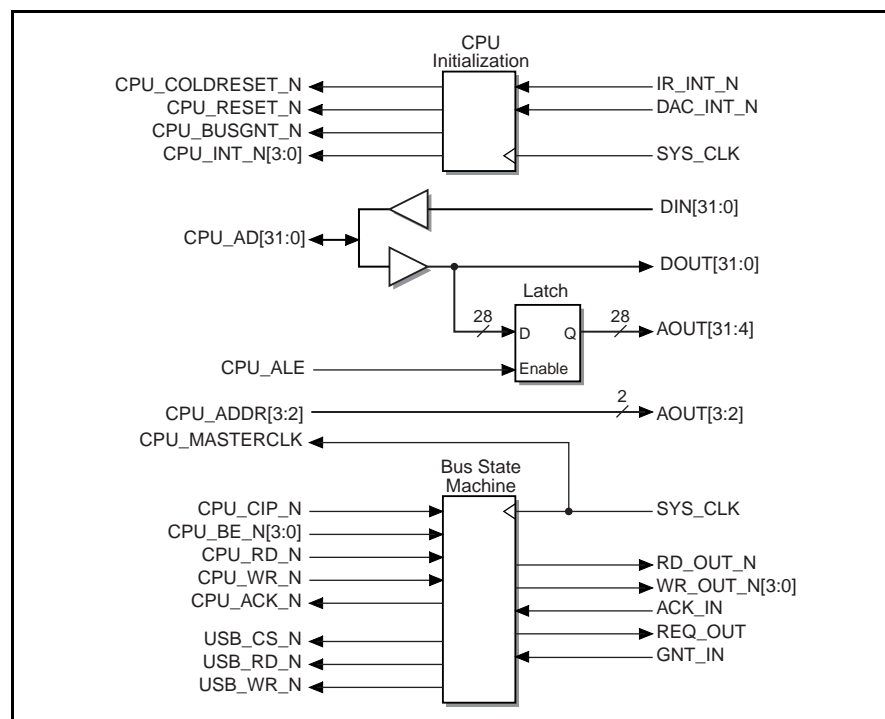 CPU
Initialization
CPU_COLDRESET_N
IR_INT_N
CPU_RESET_N
DAC_INT_N
CPU_BUSGNT_N
CPU_INT_N[3:0]
SYS_CLK
DIN[31:0]
CPU_AD[31:0]
DOUT[31:0]
Latch
28
D
Q
28
AOUT[31:4]
CPU_ALE
Enable
2
CPU_ADDR[3:2]
AOUT[3:2]
CPU_MASTERCLK
Bus State
Machine
CPU_CIP_N
SYS_CLK
CPU_BE_N[3:0]
CPU_RD_N
RD_OUT_N
CPU_WR_N
WR_OUT_N[3:0]
CPU_ACK_N
ACK_IN
REQ_OUT
USB_CS_N
GNT_IN
USB_RD_N
USB_WR_N